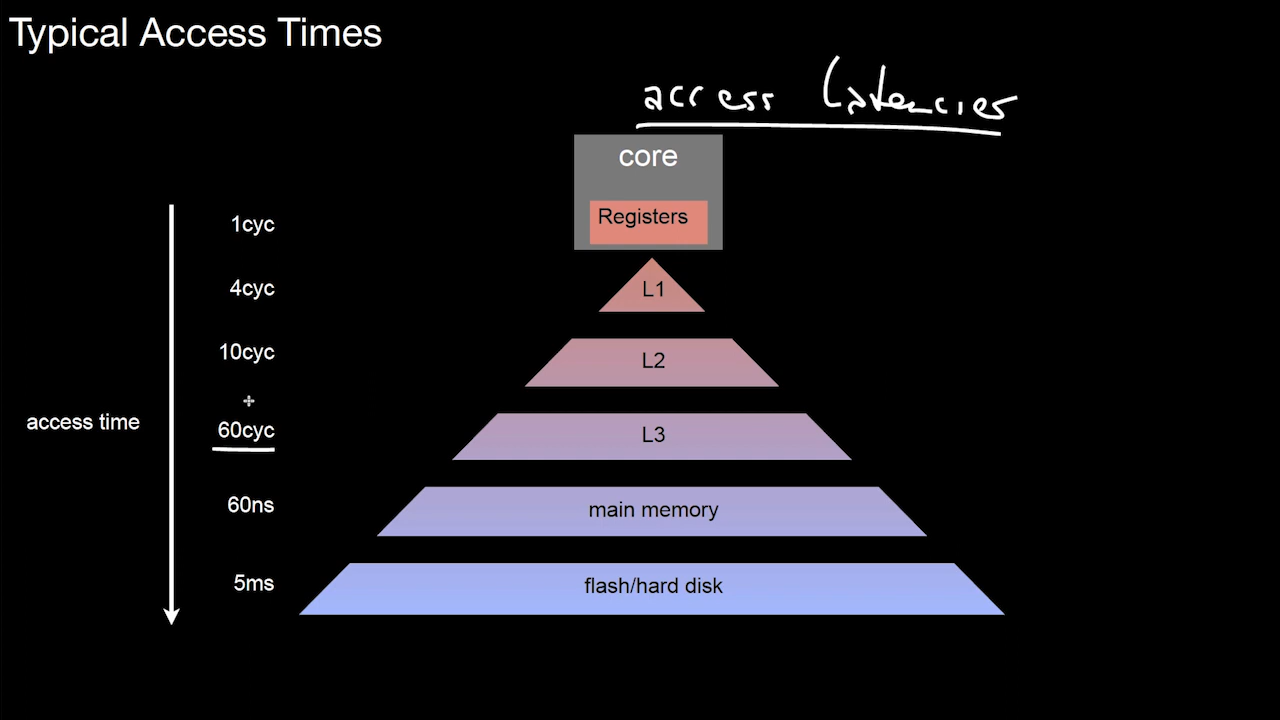 Typical Access Times
access latencies
core
1cyc Registers
4cyc L1
10cyc L2
60cyc L3
access time
60ns main memory
5ms flash/hard disk